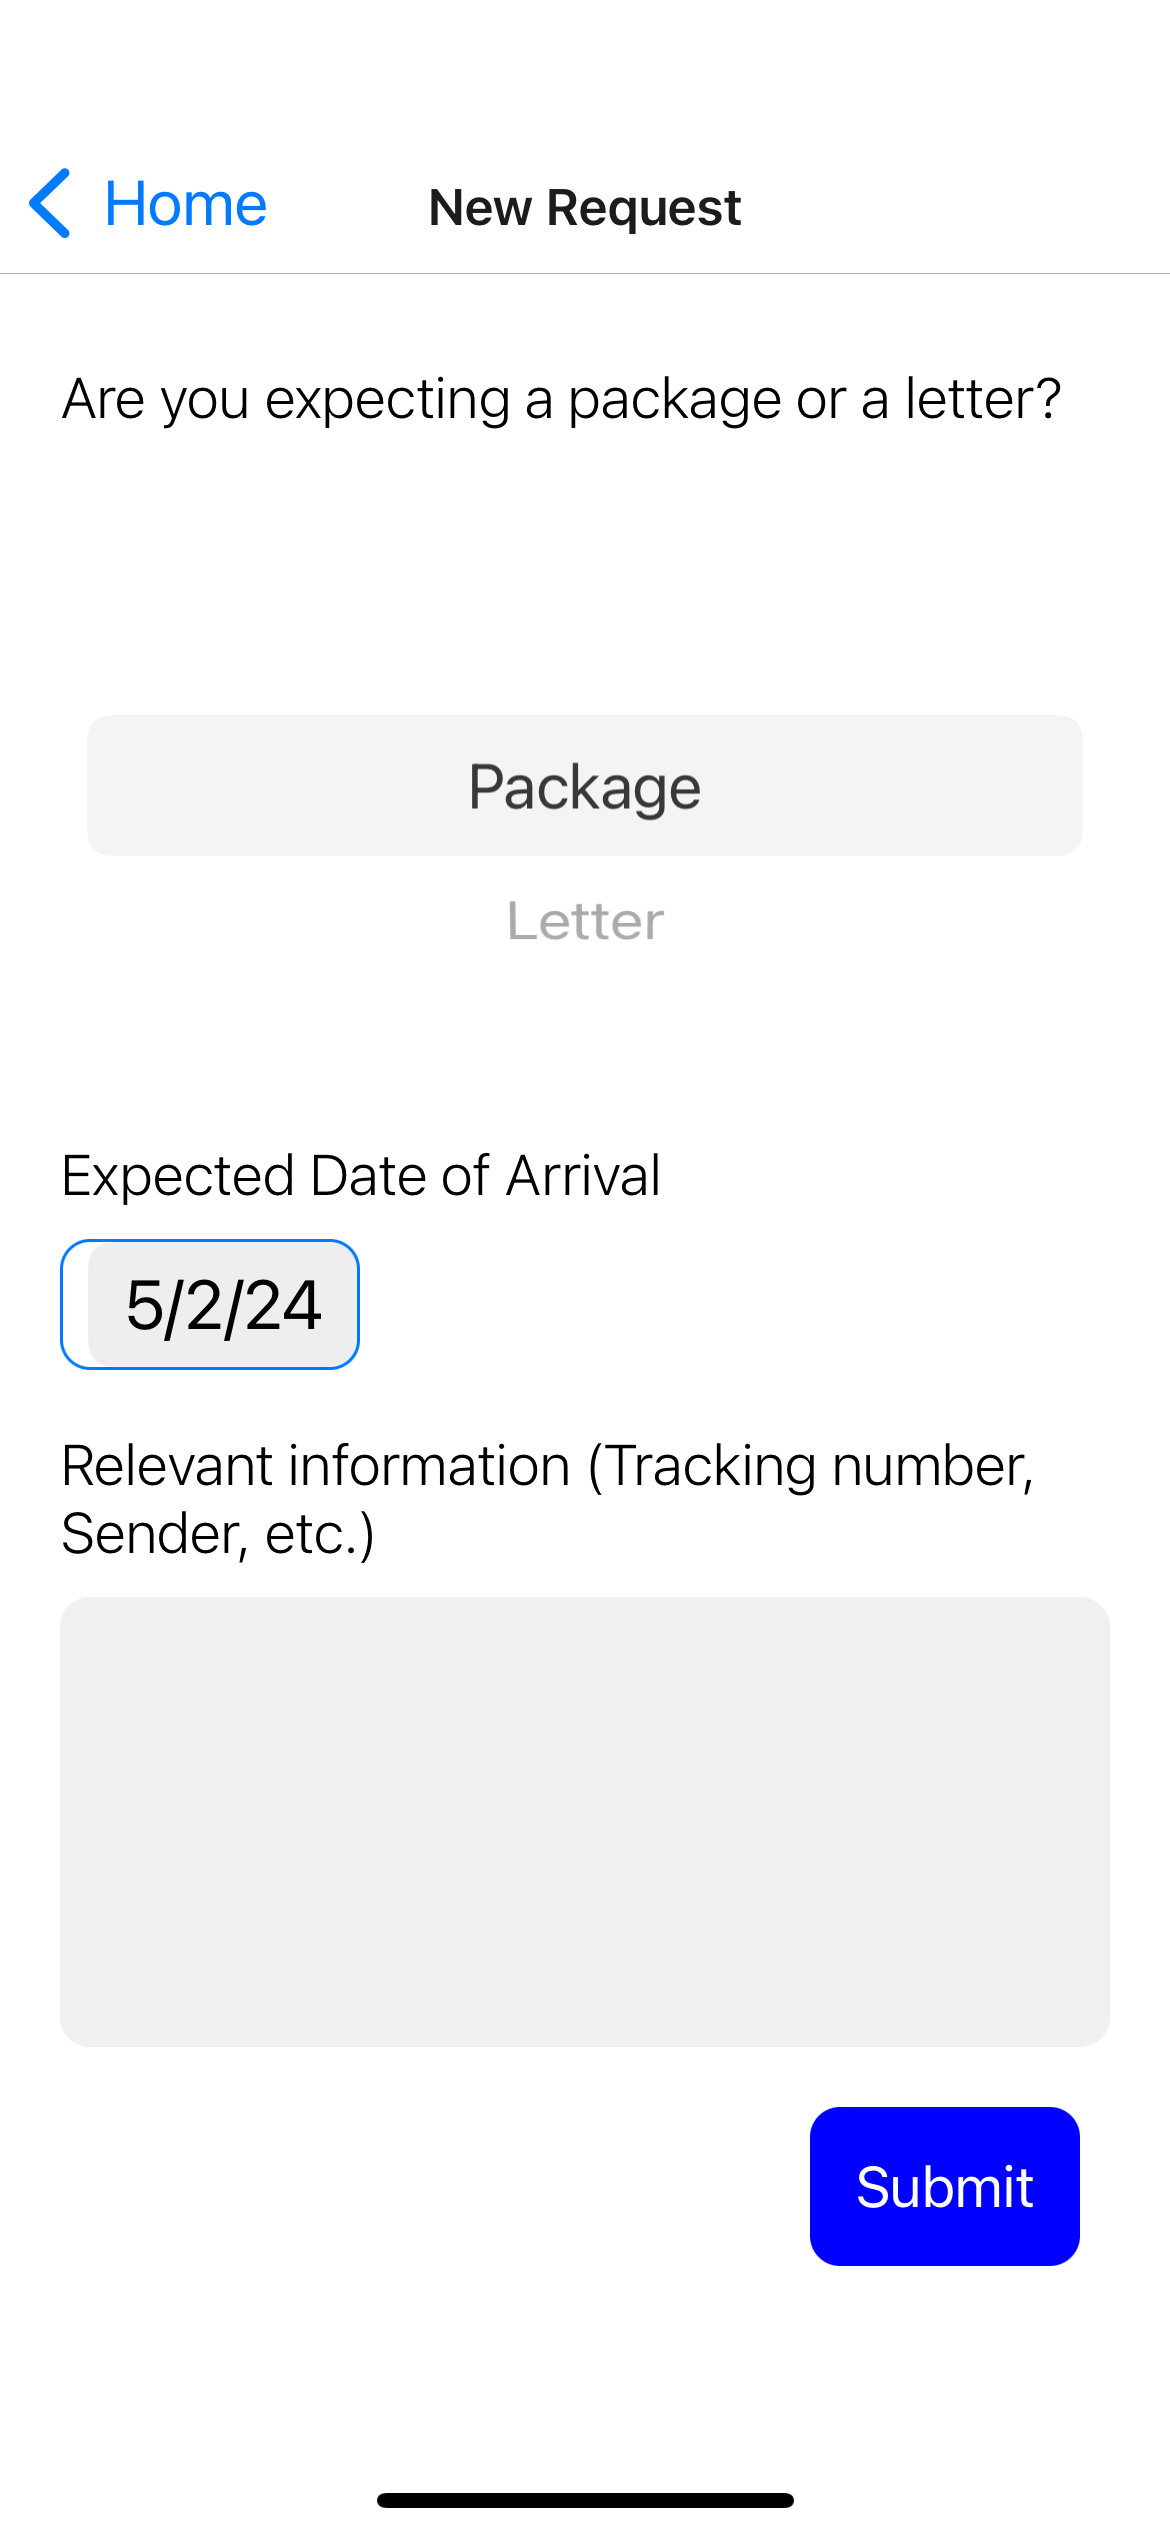 Home
New Request
Are you expecting a package or a letter?
Package
Letter
Expected Date of Arrival
5/2/24
Relevant information (Tracking number,
Sender, etc.)
Submit